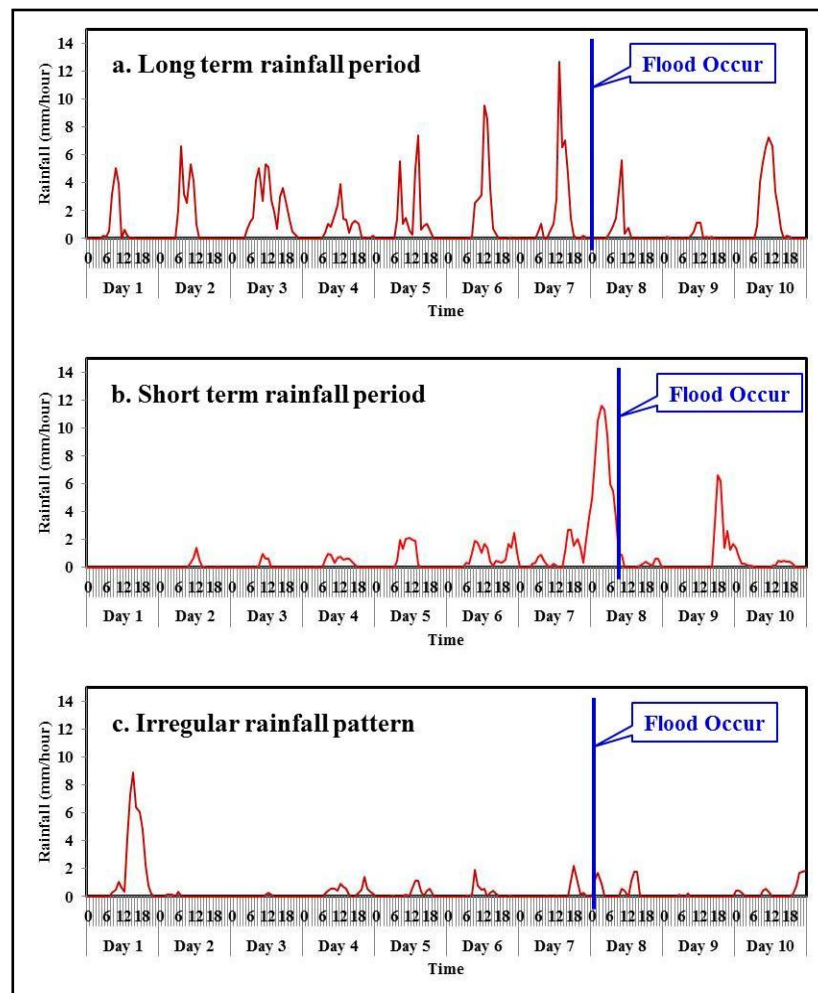 14
12
10
8
6
4
2
0
Rainfall (mm/hour)
a. Long term rainfall period
Flood Occur
0 6 12 18 0 6 12 18 0 6 12 18 0 6 12 18 0 6 12 18 0 6 12 18 0 6 12 18 0 6 12 18 0 6 12 18 0 6 12 18
Day 1 Day 2 Day 3 Day 4 Day 5 Day 6 Day 7 Day 8 Day 9 Day 10
Time
14
12
10
8
6
4
2
0
Rainfall (mm/hour)
b. Short term rainfall period
Flood Occur
0 6 12 18 0 6 12 18 0 6 12 18 0 6 12 18 0 6 12 18 0 6 12 18 0 6 12 18 0 6 12 18 0 6 12 18 0 6 12 18
Day 1 Day 2 Day 3 Day 4 Day 5 Day 6 Day 7 Day 8 Day 9 Day 10
Time
14
12
10
8
6
4
2
0
Rainfall (mm/hour)
c. Irregular rainfall pattern
Flood Occur
0 6 12 18 0 6 12 18 0 6 12 18 0 6 12 18 0 6 12 18 0 6 12 18 0 6 12 18 0 6 12 18 0 6 12 18 0 6 12 18
Day 1 Day 2 Day 3 Day 4 Day 5 Day 6 Day 7 Day 8 Day 9 Day 10
Time